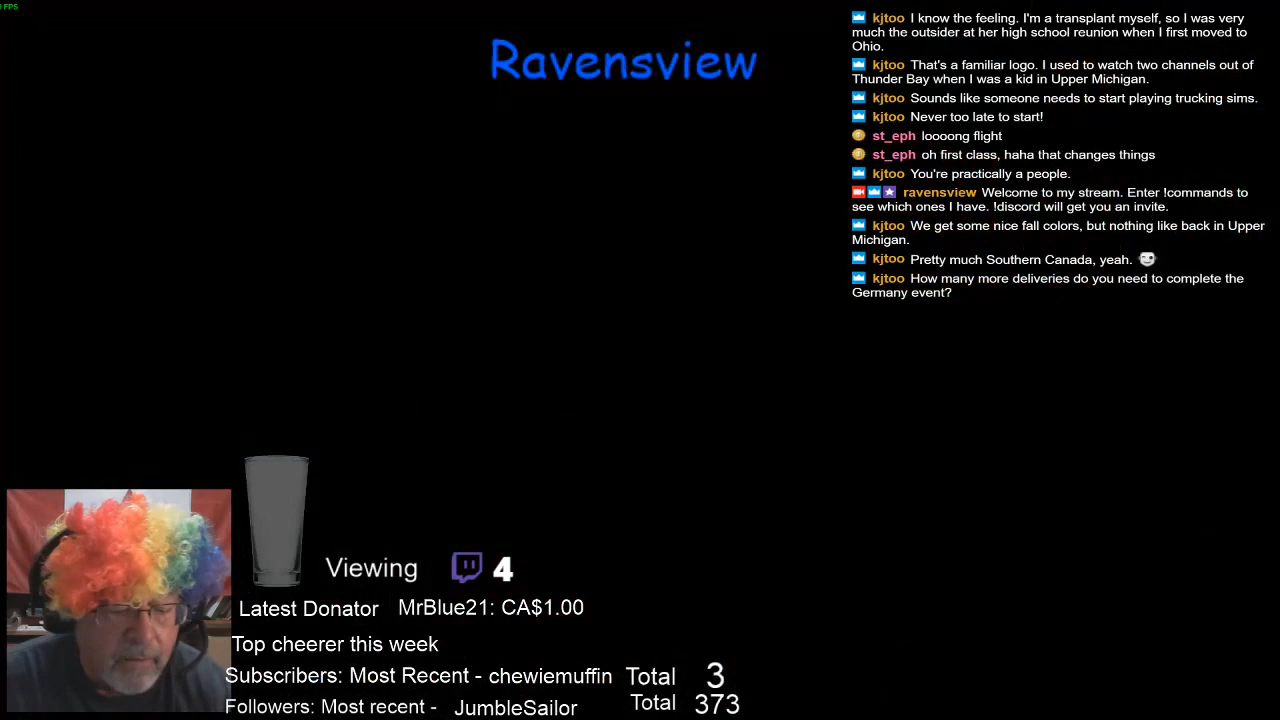 FPS
Ravensview
kjtoo I know the feeling. I'm a transplant myself, so I was very
much the outsider at her high school reunion when I first moved to
Ohio.
kjtoo That's a familiar logo. I used to watch two channels out of
Thunder Bay when I was a kid in Upper Michigan.
kjtoo Sounds like someone needs to start playing trucking sims.
kjtoo Never too late to start!
st_eph loooong flight
st_eph oh first class, haha that changes things
kjtoo You're practically a people.
ravensview Welcome to my stream. Enter !commands to
see which ones I have. !discord will get you an invite.
kjtoo We get some nice fall colors, but nothing like back in Upper
Michigan.
kjtoo Pretty much Southern Canada, yeah.
kjtoo How many more deliveries do you need to complete the
Germany event?
Viewing 4
Latest Donator MrBlue21: CA$1.00
Top cheerer this week
Subscribers: Most Recent - chewiemuffin Total 3
Followers: Most recent - JumbleSailor Total 373